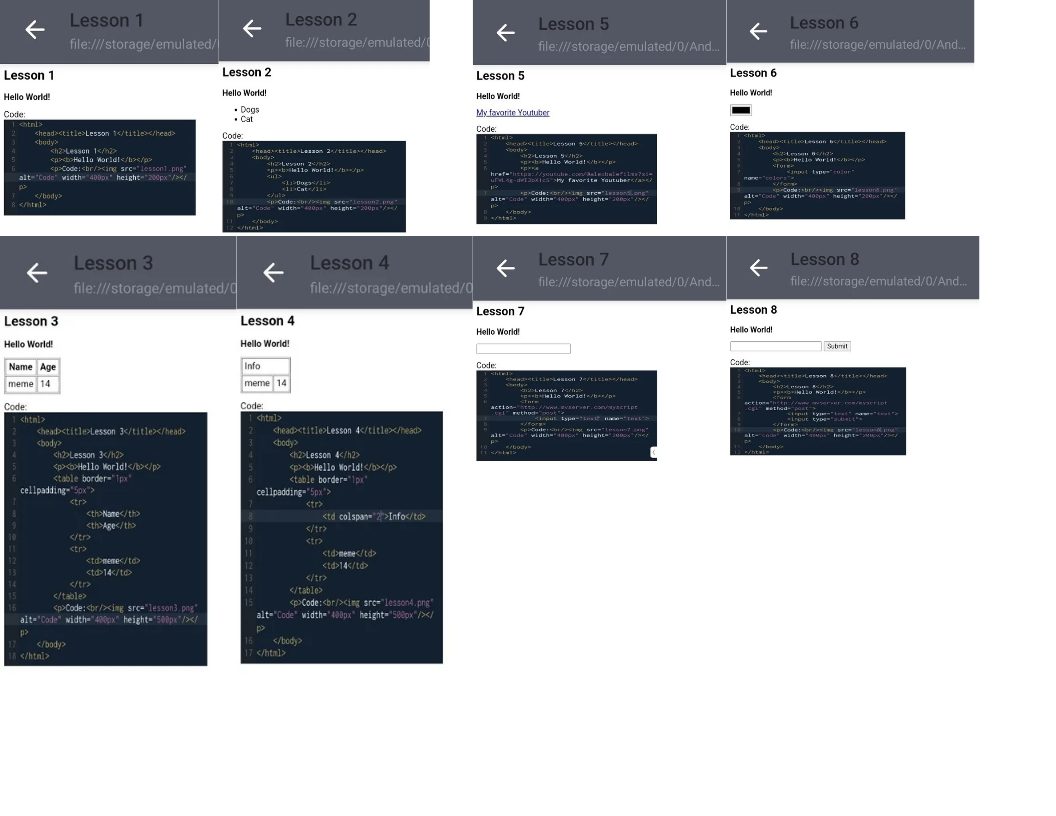 Lesson 1
file:///storage/emulated/
Lesson 1
Hello World!
Code:
1 <html>
2 <head><title>Lesson 1</title></head>
3 <body>
4 <h2>Lesson 1</h2>
5 <p><b>Hello World!</b></p>
6 <p>Code:<br/><img src="lesson1.png"
alt="Code" width="400px" height="200px"/></
p>
7 </body>
8 </html>
Lesson 2
file:///storage/emulated/0
Lesson 2
Hello World!
• Dogs
• Cat
Code:
1 <html>
2 <head><title>Lesson 2</title></head>
3 <body>
4 <h2>Lesson 2</h2>
5 <p><b>Hello World!</b></p>
6 <ul>
7 <li>Dogs</li>
8 <li>Cat</li>
9 </ul>
10 <p>Code:<br/><img src="lesson2.png"
alt="Code" width="400px" height="200px"/></
p>
11 </body>
12 </html>
Lesson 5
file:///storage/emulated/0/And...
Lesson 5
Hello World!
My favorite Youtuber
Code:
1 <html>
2 <head><title>Lesson 5</title></head>
3 <body>
4 <h2>Lesson 5</h2>
5 <p><b>Hello World!</b></p>
6 <p><a
">My favorite Youtuber</a></
p>
7 <p>Code:<br/><img src="lesson5.png"
alt="Code" width="400px" height="200px"/></
p>
8 </body>
9 </html>
Lesson 6
file:///storage/emulated/0/And...
Lesson 6
Hello World!
Code:
1 <html>
2 <head><title>Lesson 6</title></head>
3 <body>
4 <h2>Lesson 6</h2>
5 <p><b>Hello World!</b></p>
6 <form>
7 <input type="color"
name="color">
8 </form>
9 <p>Code:<br/><img src="lesson6.png"
alt="Code" width="400px" height="200px"/></
p>
10 </body>
11 </html>
Lesson 3
file:///storage/emulated/0
Lesson 3
Hello World!
Name Age
meme 14
Code:
1 <html>
2 <head><title>Lesson 3</title></head>
3 <body>
4 <h2>Lesson 3</h2>
5 <p><b>Hello World!</b></p>
6 <table border="1px"
cellpadding="5px">
7 <tr>
8 <th>Name</th>
9 <th>Age</th>
10 </tr>
11 <tr>
12 <td>meme</td>
13 <td>14</td>
14 </tr>
15 </table>
16 <p>Code:<br/><img src="lesson3.png"
alt="Code" width="400px" height="500px"/></
p>
17 </body>
18 </html>
Lesson 4
file:///storage/emulated/0
Lesson 4
Hello World!
Info
meme 14
Code:
1 <html>
2 <head><title>Lesson 4</title></head>
3 <body>
4 <h2>Lesson 4</h2>
5 <p><b>Hello World!</b></p>
6 <table border="1px"
cellpadding="5px">
7 <tr>
8 <td colspan="2">Info</td>
9 </tr>
10 <tr>
11 <td>meme</td>
12 <td>14</td>
13 </tr>
14 </table>
15 <p>Code:<br/><img src="lesson4.png"
alt="Code" width="400px" height="500px"/></
p>
16 </body>
17 </html>
Lesson 7
file:///storage/emulated/0/And...
Lesson 7
Hello World!
Code:
1 <html>
2 <head><title>Lesson 7</title></head>
3 <body>
4 <h2>Lesson 7</h2>
5 <p><b>Hello World!</b></p>
6 <form
action="http://www.myserver.com/myscript
.cgi" method="post">
7 <input type="text" name="text">
8 </form>
9 <p>Code:<br/><img src="lesson7.png"
alt="Code" width="400px" height="200px"/></
p>
10 </body>
11 </html>
Lesson 8
file:///storage/emulated/0/And...
Lesson 8
Hello World!
Submit
Code:
1 <html>
2 <head><title>Lesson 8</title></head>
3 <body>
4 <h2>Lesson 8</h2>
5 <p><b>Hello World!</b></p>
6 <form
action="http://www.myserver.com/myscript
.cgi" method="post">
7 <input type="text" name="text">
8 <input type="submit">
9 </form>
10 <p>Code:<br/><img src="lesson8.png"
alt="Code" width="400px" height="200px"/></
p>
11 </body>
12 </html>